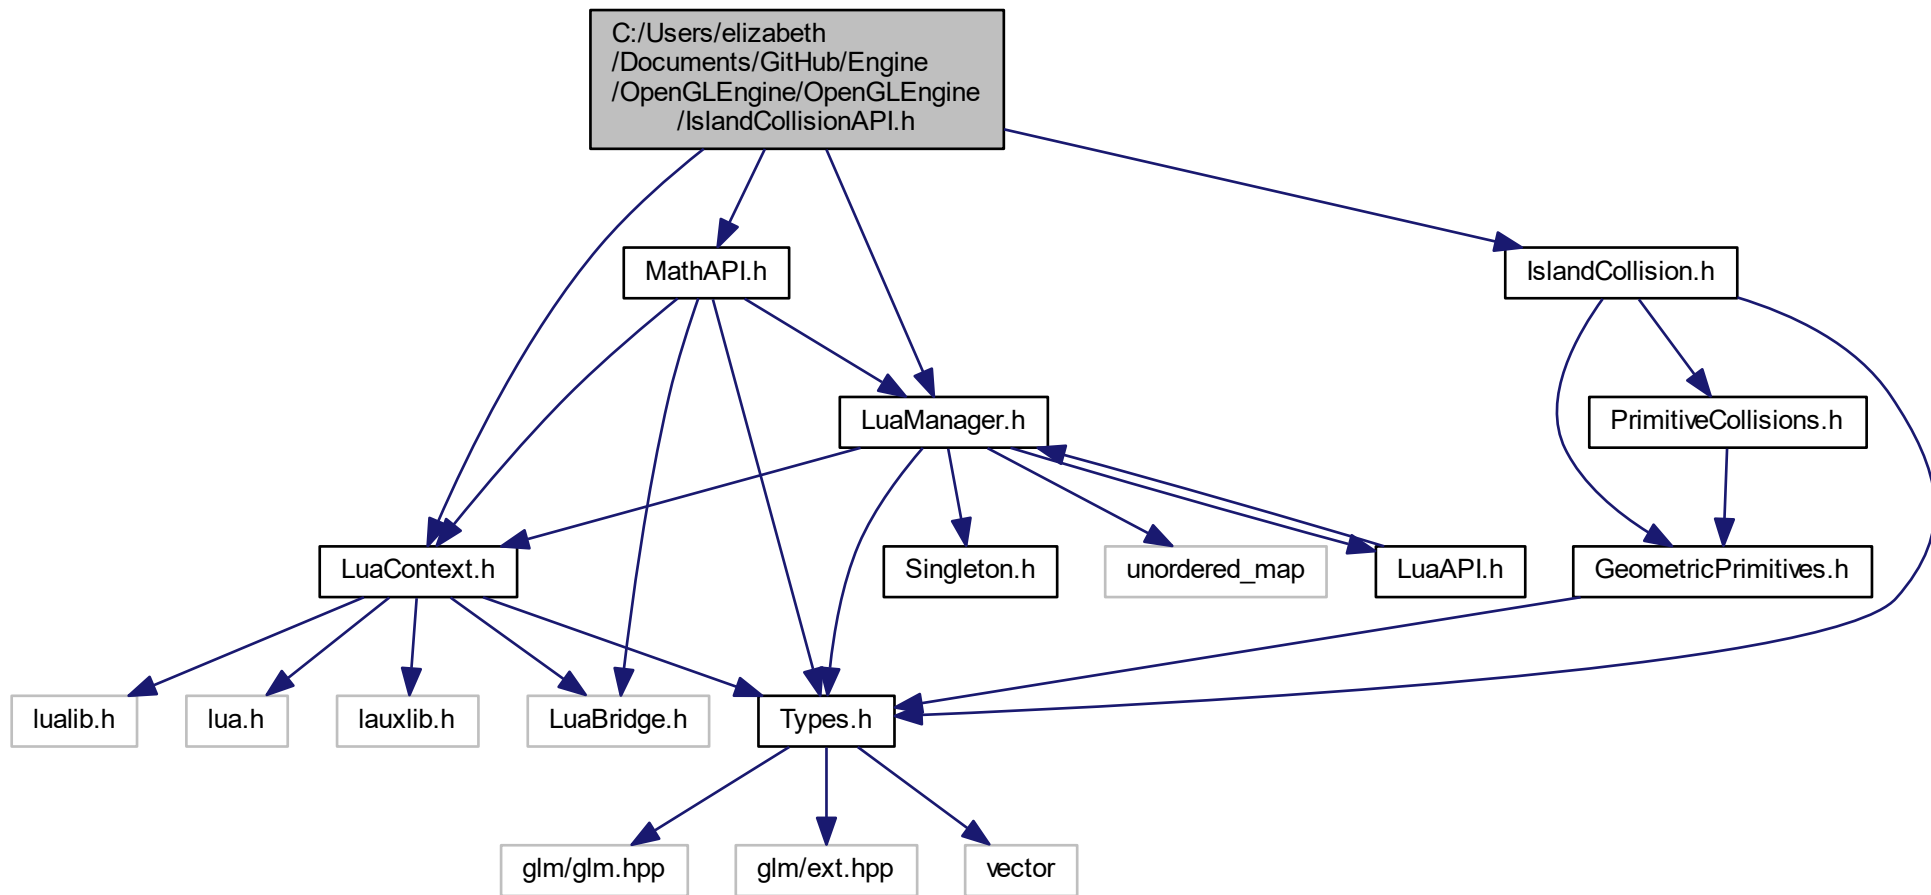 C:/Users/elizabeth
/Documents/GitHub/Engine
/OpenGLEngine/OpenGLEngine
/IslandCollisionAPI.h
MathAPI.h
IslandCollision.h
LuaManager.h
PrimitiveCollisions.h
LuaContext.h
Singleton.h
unordered_map
LuaAPI.h
GeometricPrimitives.h
lualib.h
lua.h
lauxlib.h
LuaBridge.h
Types.h
glm/glm.hpp
glm/ext.hpp
vector